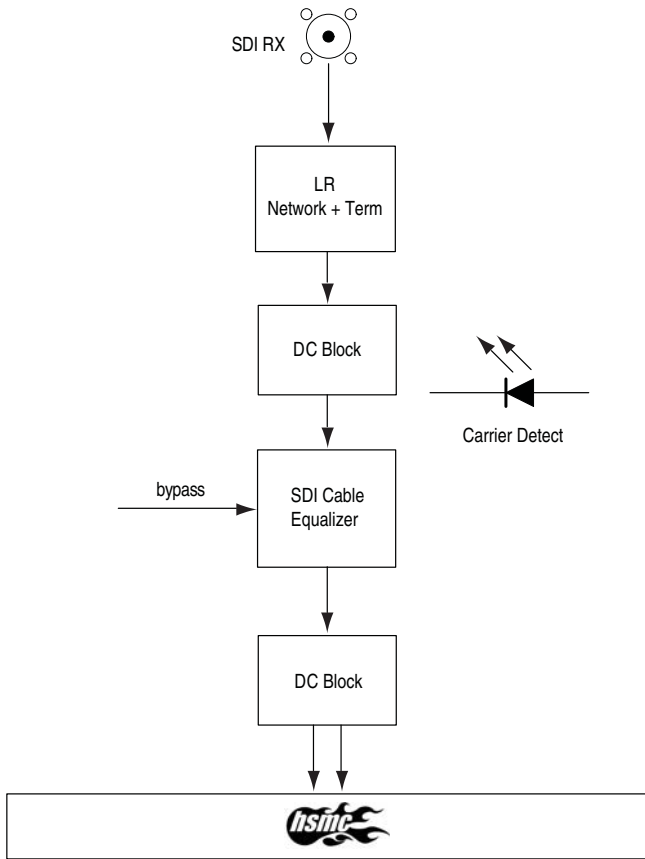 SDI RX
LR
Network + Term
DC Block
Carrier Detect
bypass
SDI Cable
Equalizer
DC Block
hsmc